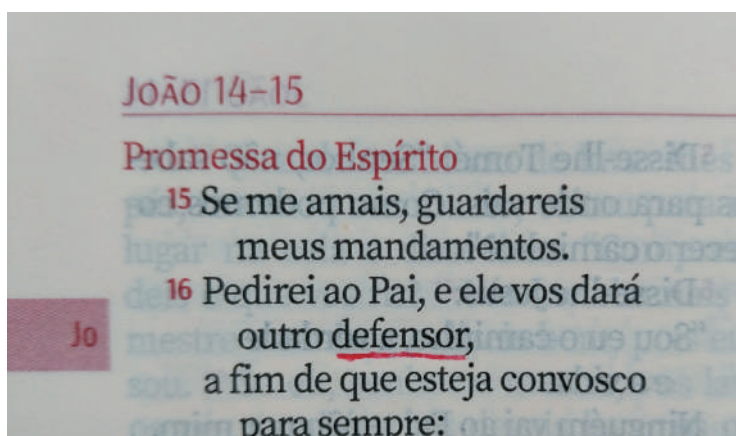 JOÃO 14–15
Promessa do Espírito
15 Se me amais, guardareis
meus mandamentos.
16 Pedirei ao Pai, e ele vos dará
Jo
outro defensor,
a fim de que esteja convosco
para sempre: